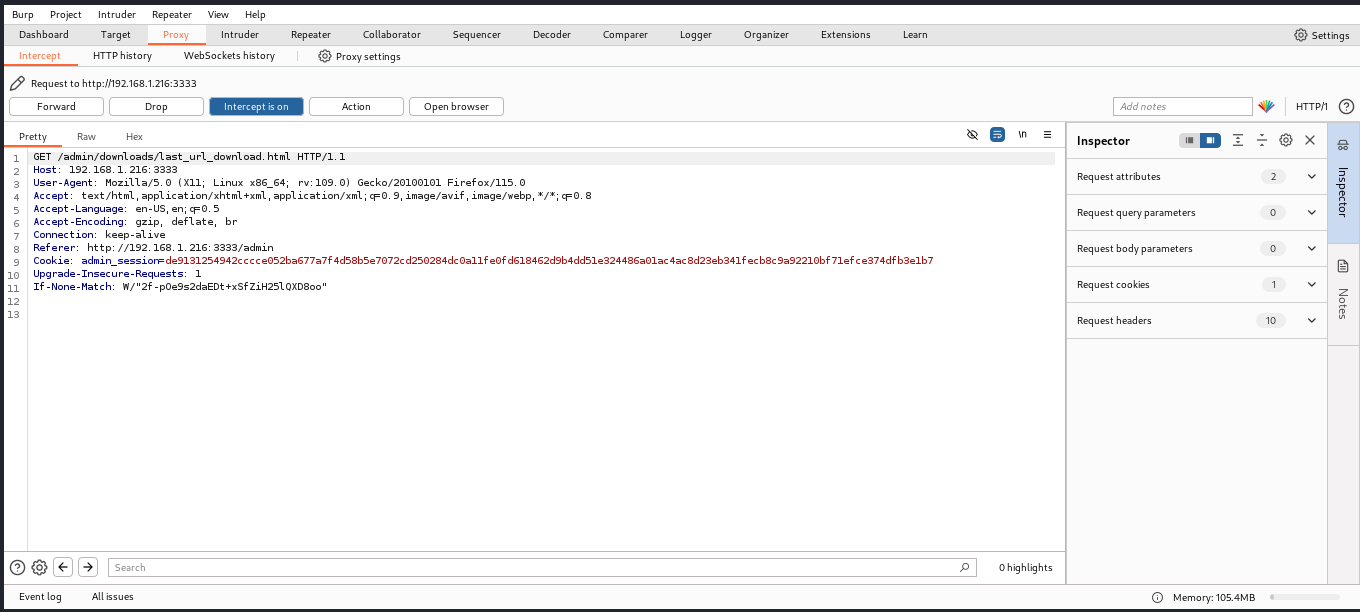 Burp Project Intruder Repeater View Help
Dashboard Target Proxy Intruder Repeater Collaborator Sequencer Decoder Comparer Logger Organizer Extensions Learn Settings
Intercept HTTP history WebSockets history Proxy settings
Request to http://192.168.1.216:3333
Forward Drop Intercept is on Action Open browser Add notes HTTP/1
Pretty Raw Hex \n
Inspector
1 GET /admin/downloads/last_url_download.html HTTP/1.1
2 Host: 192.168.1.216:3333
3 User-Agent: Mozilla/5.0 (X11; Linux x86_64; rv:109.0) Gecko/20100101 Firefox/115.0
4 Accept: text/html,application/xhtml+xml,application/xml;q=0.9,image/avif,image/webp,*/*;q=0.8
5 Accept-Language: en-US,en;q=0.5
6 Accept-Encoding: gzip, deflate, br
7 Connection: keep-alive
8 Referer: http://192.168.1.216:3333/admin
9 Cookie: admin_session=de9131254942cccce052ba677a7f4d58b5e7072cd250284dc0a11fe0fd618462d9b4dd51e324486a01ac4ac8d23eb341fecb8c9a92210bf71efce374dfb3e1b7
10 Upgrade-Insecure-Requests: 1
11 If-None-Match: W/"2f-pOe9s2daEDt+xSfZiH25lQXD8oo"
12
13
Request attributes 2
Request query parameters 0
Request body parameters 0
Request cookies 1
Request headers 10
Inspector
Notes
Search 0 highlights
Event log All issues Memory: 105.4MB